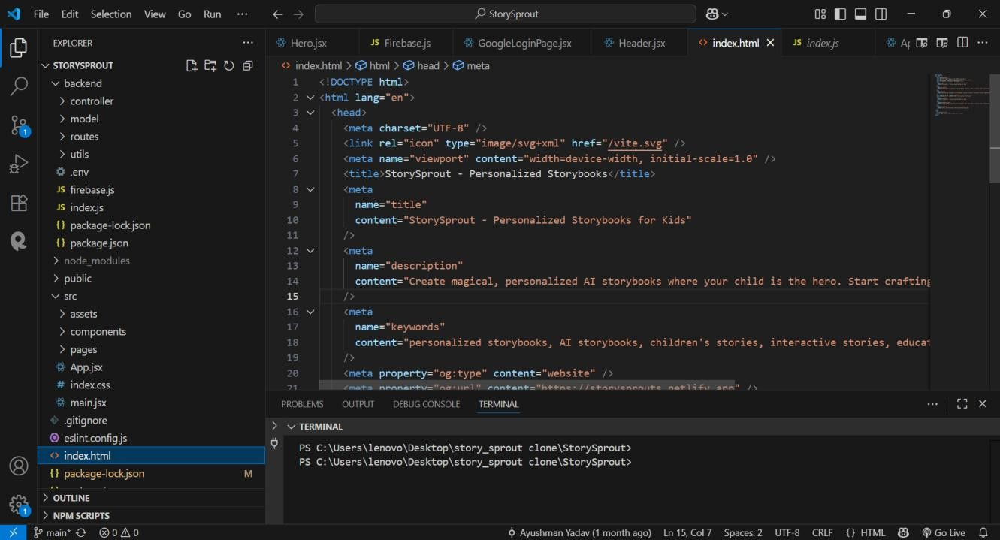 File Edit Selection View Go Run ··· StorySprout
EXPLORER ···
STORYSPROUT
backend
controller
model
routes
utils
.env
JS firebase.js
JS index.js
{} package-lock.json
{} package.json
node_modules
public
src
assets
components
pages
App.jsx
# index.css
main.jsx
.gitignore
eslint.config.js
<> index.html
{} package-lock.json M
OUTLINE
NPM SCRIPTS
Hero.jsx JS Firebase.js GoogleLoginPage.jsx Header.jsx <> index.html JS index.js Ap ···
<> index.html > html > head > meta
1 <!DOCTYPE html>
2 <html lang="en">
3 <head>
4 <meta charset="UTF-8" />
5 <link rel="icon" type="image/svg+xml" href="/vite.svg" />
6 <meta name="viewport" content="width=device-width, initial-scale=1.0" />
7 <title>StorySprout - Personalized Storybooks</title>
8 <meta
9 name="title"
10 content="StorySprout - Personalized Storybooks for Kids"
11 />
12 <meta
13 name="description"
14 content="Create magical, personalized AI storybooks where your child is the hero. Start crafting
15 />
16 <meta
17 name="keywords"
18 content="personalized storybooks, AI storybooks, children's stories, interactive stories, educat
19 />
20 <meta property="og:type" content="website" />
21 <meta property="og:url" content="https://storysprouts.netlify.app" />
PROBLEMS OUTPUT DEBUG CONSOLE TERMINAL ···
TERMINAL
PS C:\Users\lenovo\Desktop\story_sprout clone\StorySprout>
PS C:\Users\lenovo\Desktop\story_sprout clone\StorySprout>
1
1
main* 0 0 Ayushman Yadav (1 month ago) Ln 15, Col 7 Spaces: 2 UTF-8 CRLF {} HTML Go Live